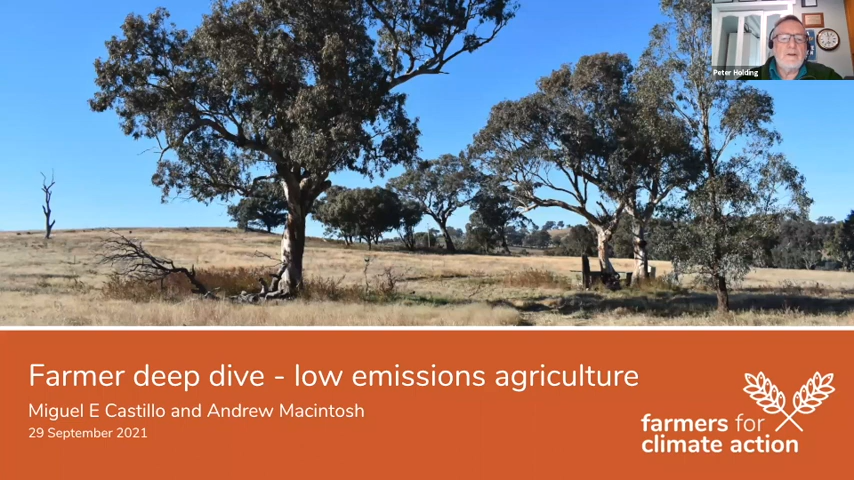 Peter Holding
Farmer deep dive - low emissions agriculture
Miguel E Castillo and Andrew Macintosh
29 September 2021
farmers for
climate action